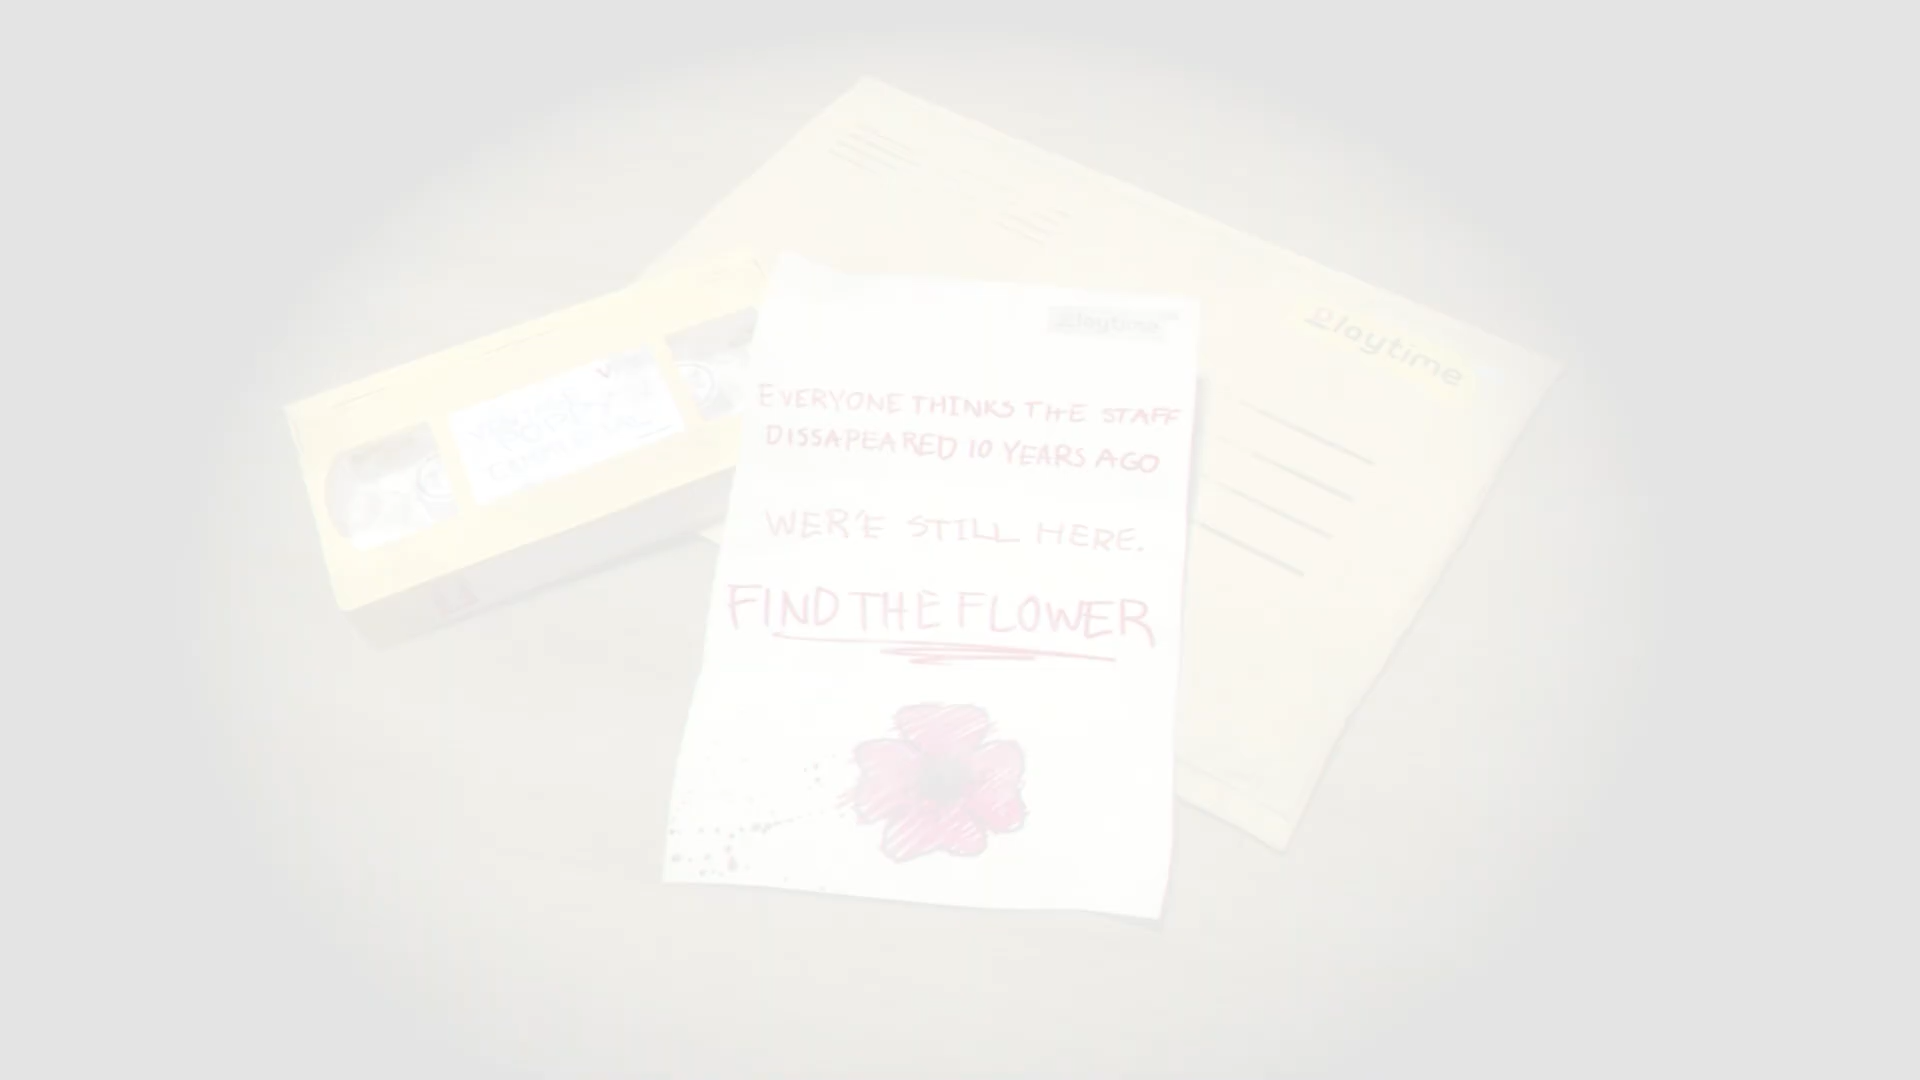 Playtime
Playtime
EVERYONE THINKS THE STAFF
DISSAPEARED 10 YEARS AGO
WER'E STILL HERE.
FIND THE FLOWER